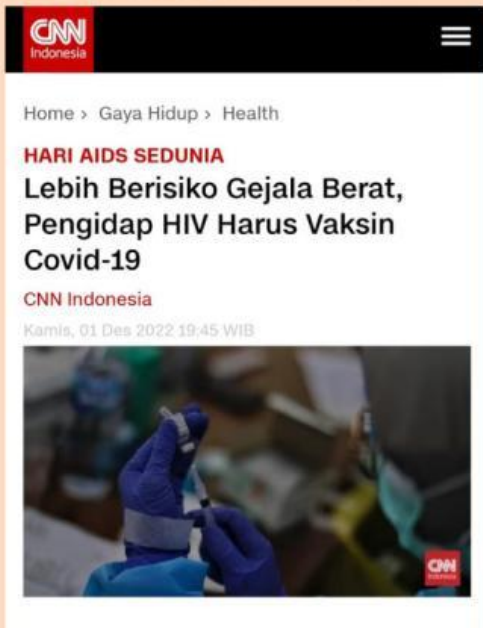 CNN
Indonesia
Home > Gaya Hidup > Health
HARI AIDS SEDUNIA
Lebih Berisiko Gejala Berat,
Pengidap HIV Harus Vaksin
Covid-19
CNN Indonesia
Kamis, 01 Des 2022 19:45 WIB
CNN
Indonesia